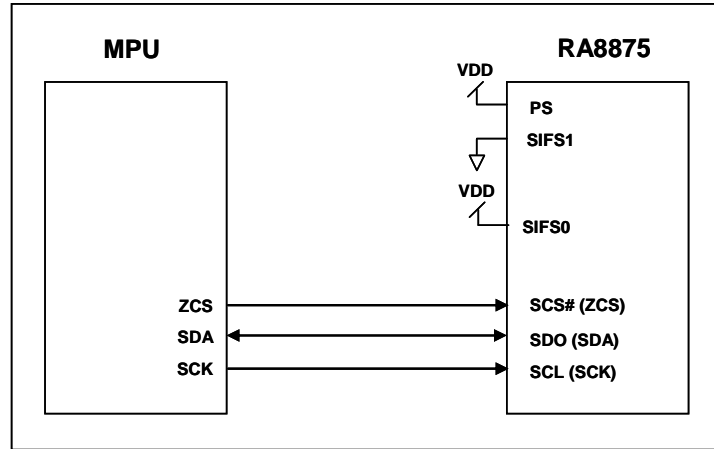 MPU
RA8875
VDD
PS
SIFS1
VDD
SIFS0
ZCS
SCS# (ZCS)
SDA
SDO (SDA)
SCK
SCL (SCK)